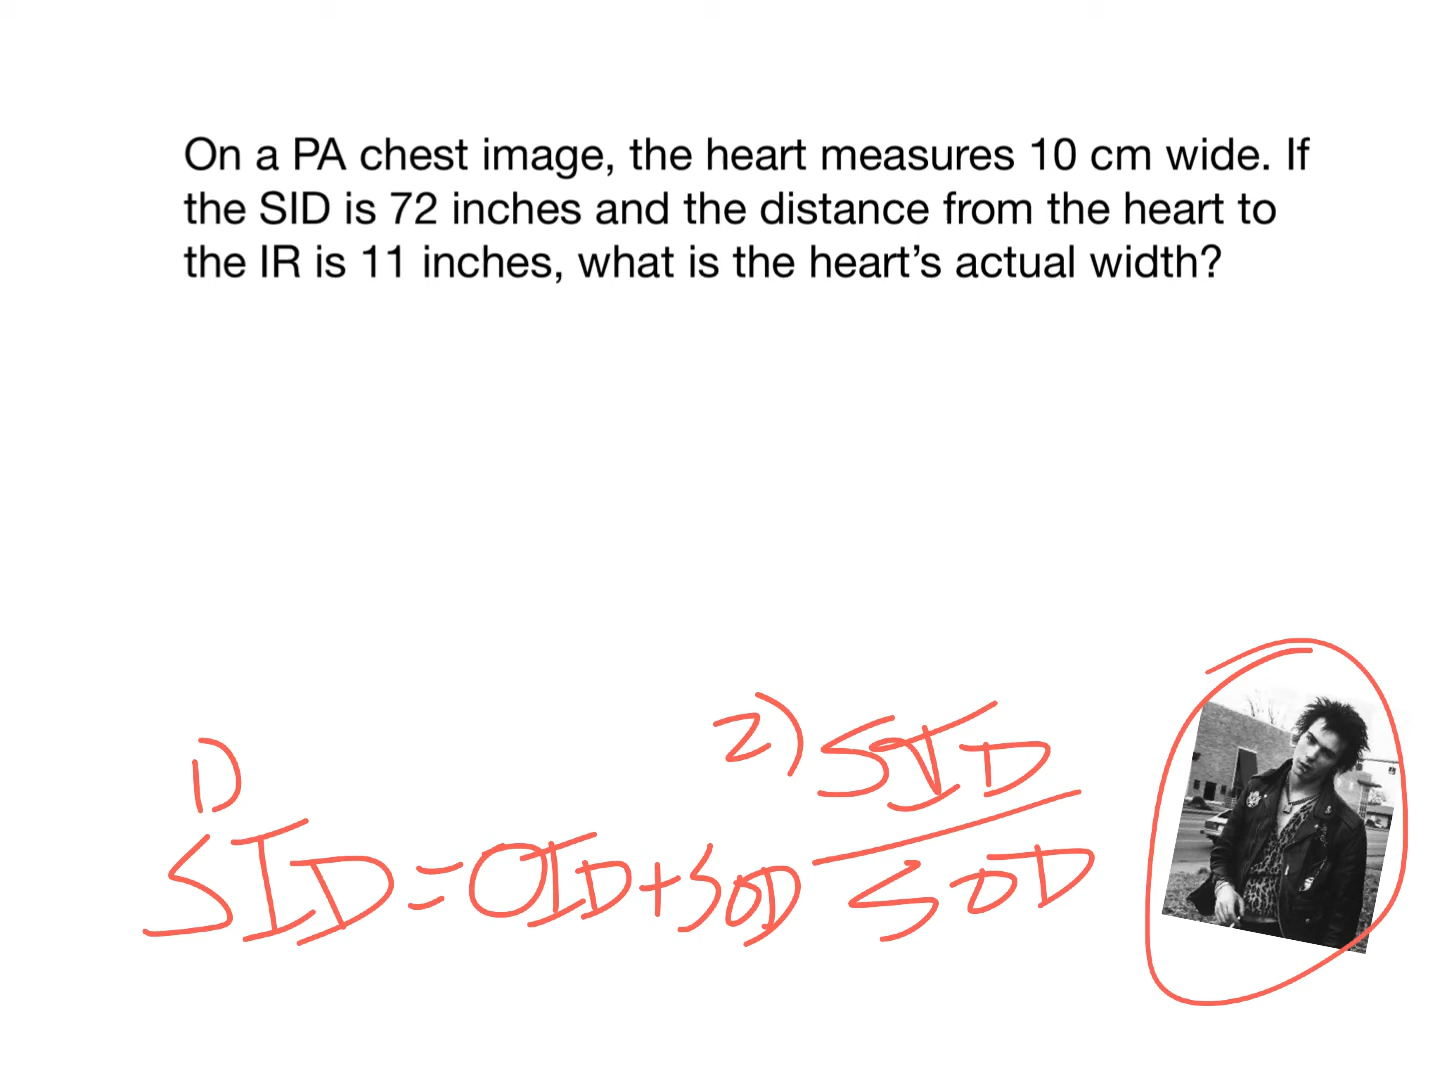 On a PA chest image, the heart measures 10 cm wide. If
the SID is 72 inches and the distance from the heart to
the IR is 11 inches, what is the heart’s actual width?
2) SID
D
SID = OID + SOD
SOD